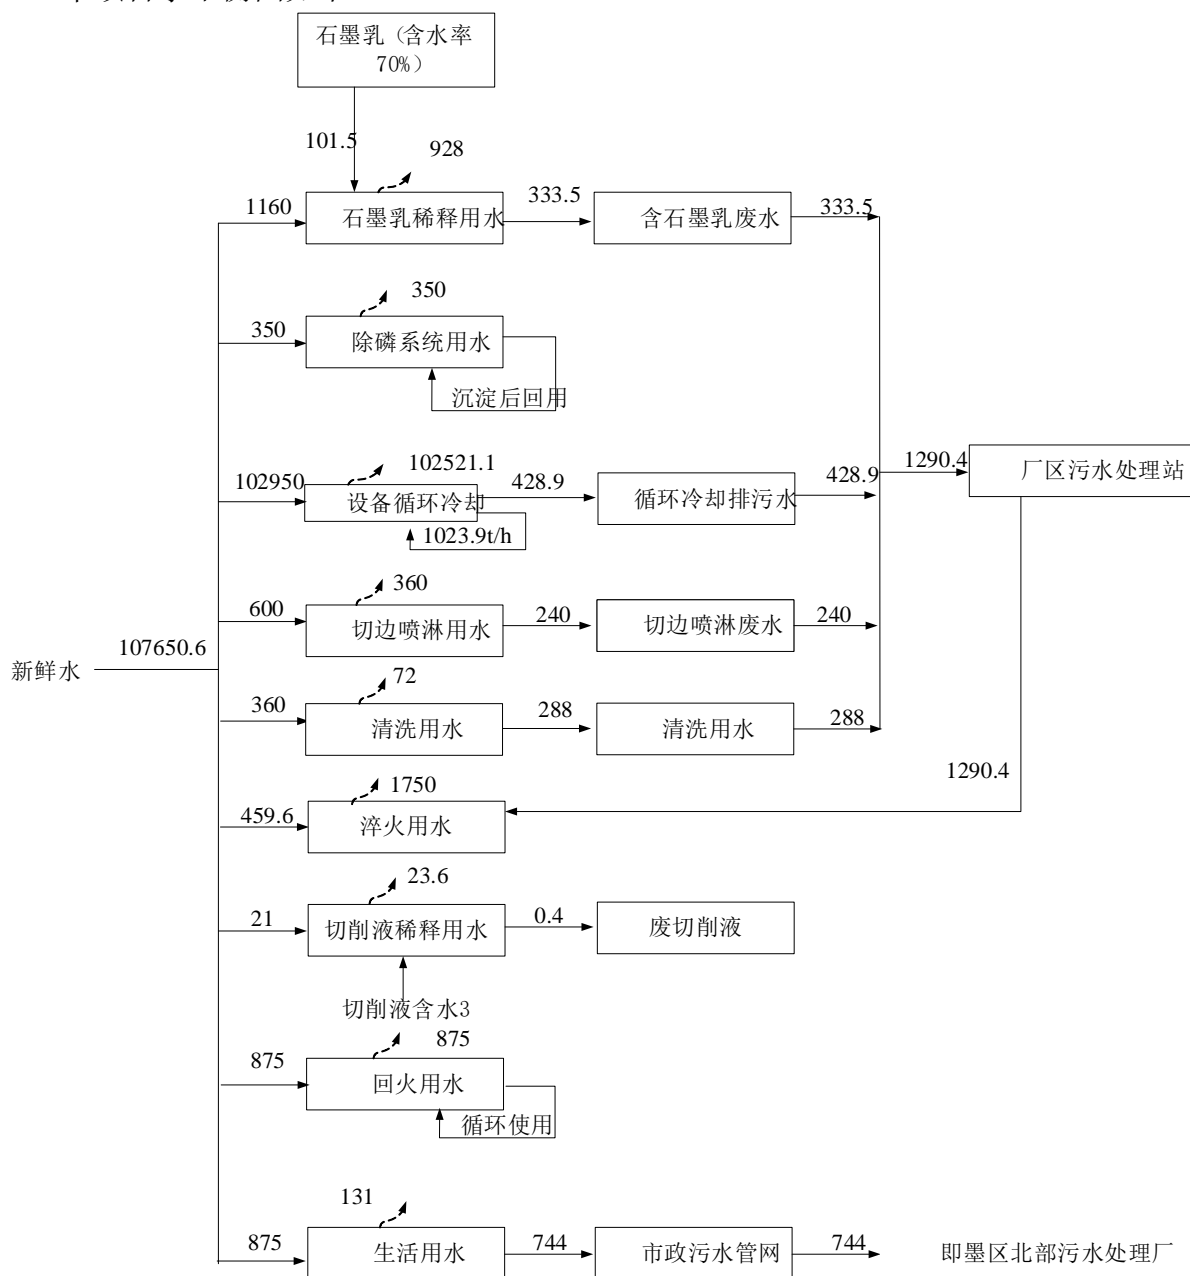 石墨乳（含水率
70%）
101.5
928
1160
石墨乳稀释用水
333.5
含石墨乳废水
333.5
350
350
除磷系统用水
沉淀后回用
102521.1
102950
设备循环冷却
428.9
循环冷却排污水
428.9
1290.4
厂区污水处理站
1023.9t/h
360
600
切边喷淋用水
240
切边喷淋废水
240
新鲜水
107650.6
72
360
清洗用水
288
清洗用水
288
1290.4
1750
459.6
淬火用水
23.6
21
切削液稀释用水
0.4
废切削液
切削液含水3
875
875
回火用水
循环使用
131
875
生活用水
744
市政污水管网
744
即墨区北部污水处理厂